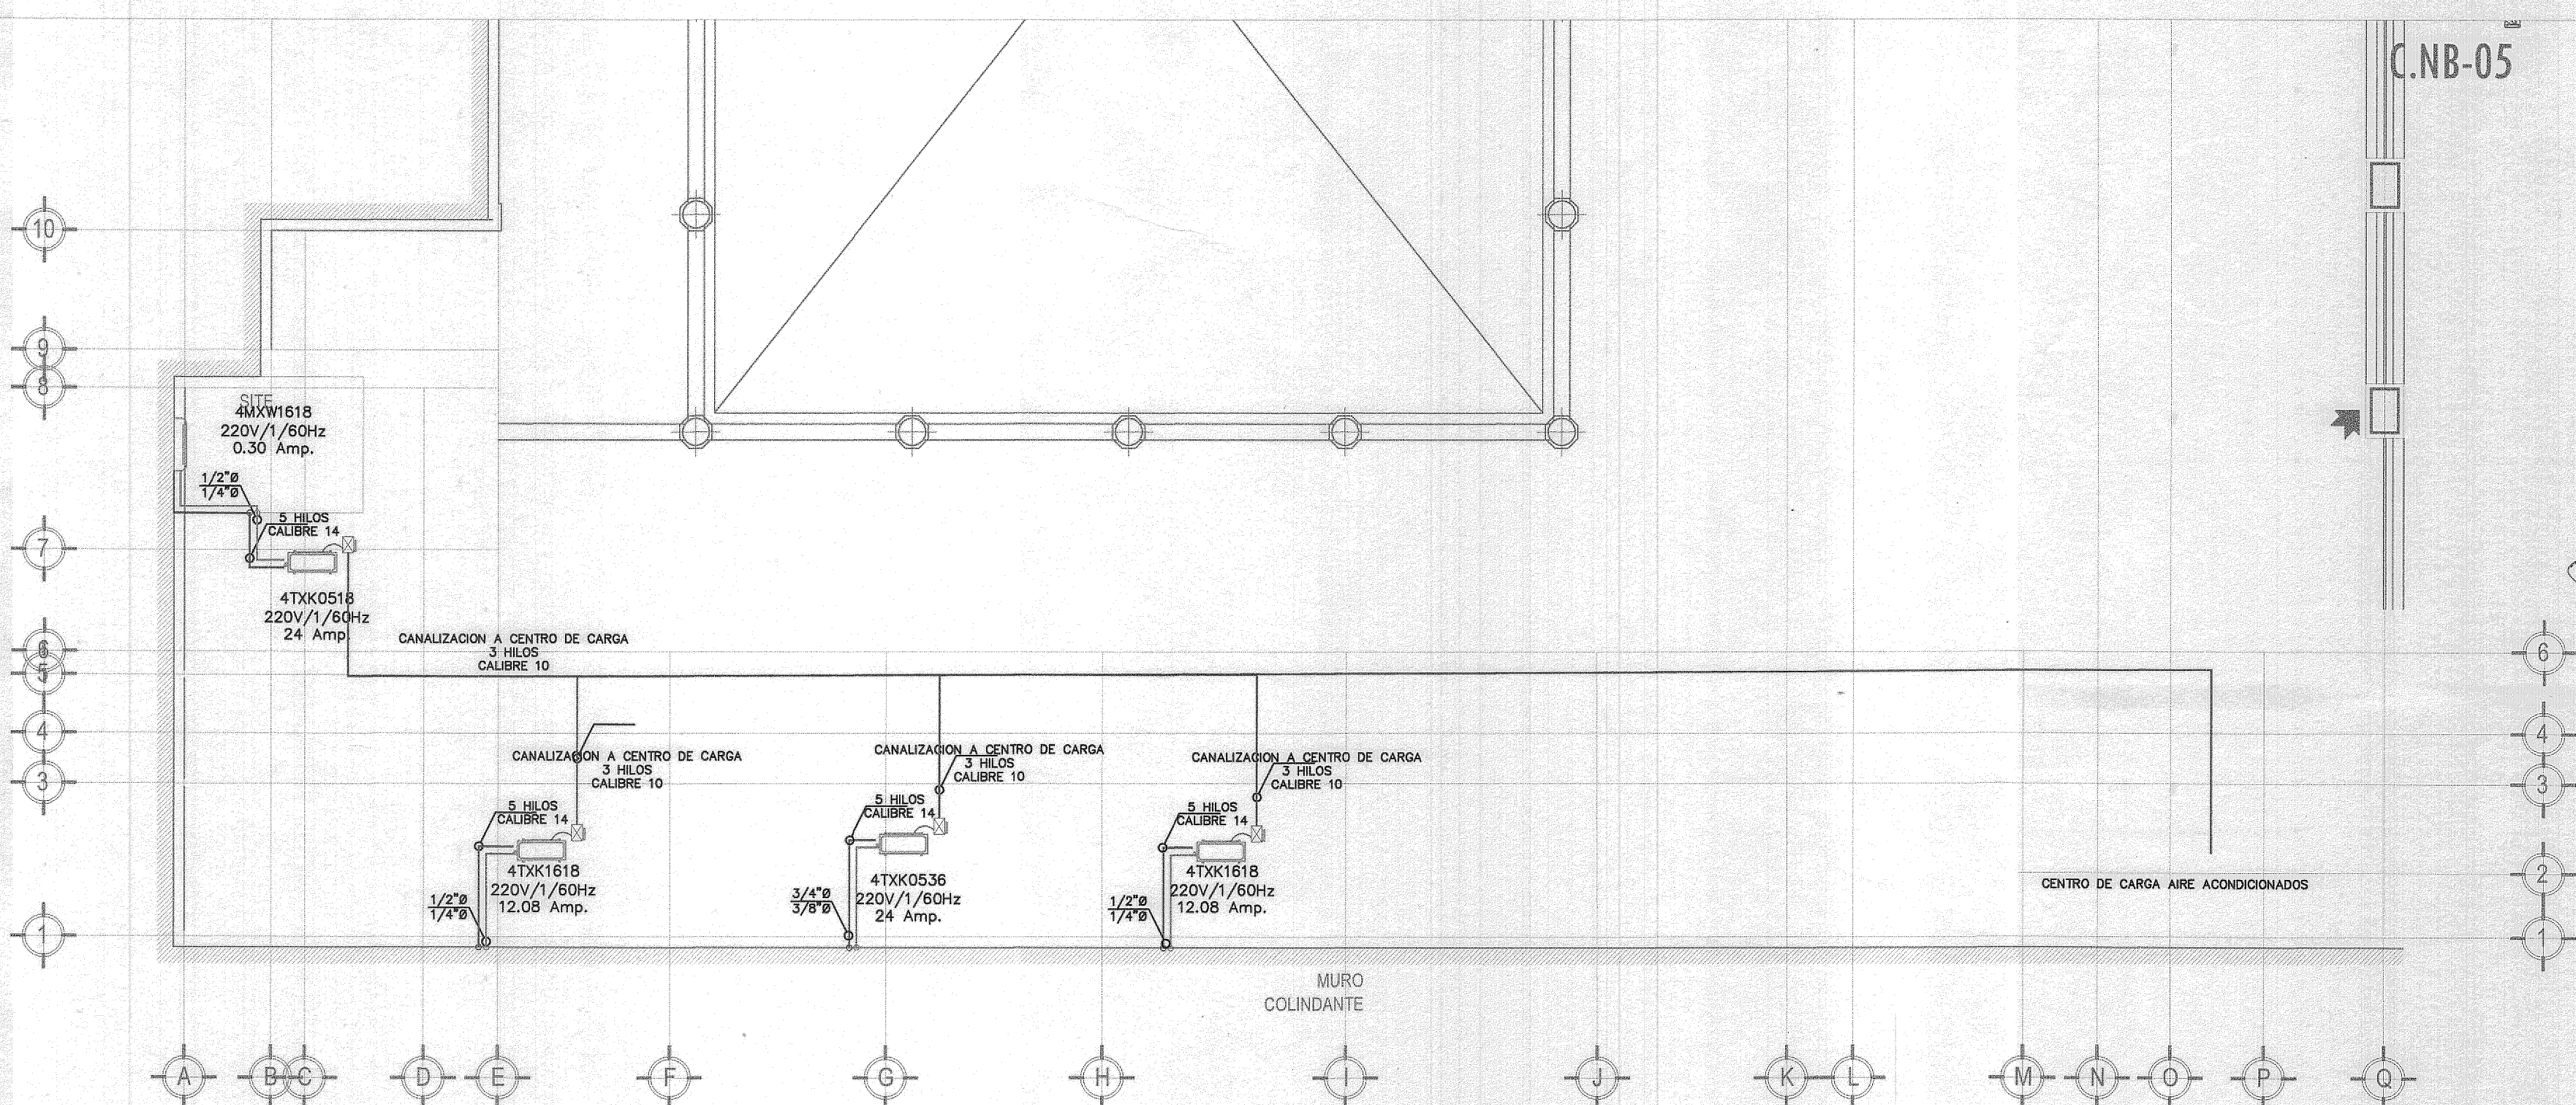 C.NB-05
10
9
8
SITE
4MXW1618
220V/1/60Hz
0.30 Amp.
1/2"Ø
1/4"Ø
5 HILOS
CALIBRE 14
7
4TXK0518
220V/1/60Hz
24 Amp.
CANALIZACION A CENTRO DE CARGA
3 HILOS
CALIBRE 10
6
5
6
4
4
CANALIZACION A CENTRO DE CARGA
3 HILOS
CALIBRE 10
CANALIZACION A CENTRO DE CARGA
3 HILOS
CALIBRE 10
CANALIZACION A CENTRO DE CARGA
3 HILOS
CALIBRE 10
3
3
5 HILOS
CALIBRE 14
5 HILOS
CALIBRE 14
5 HILOS
CALIBRE 14
4TXK1618
220V/1/60Hz
12.08 Amp.
1/2"Ø
1/4"Ø
4TXK0536
220V/1/60Hz
24 Amp.
3/4"Ø
3/8"Ø
4TXK1618
220V/1/60Hz
12.08 Amp.
1/2"Ø
1/4"Ø
CENTRO DE CARGA AIRE ACONDICIONADOS
2
1
1
MURO
COLINDANTE
A B C D E F G H I J K L M N O P Q